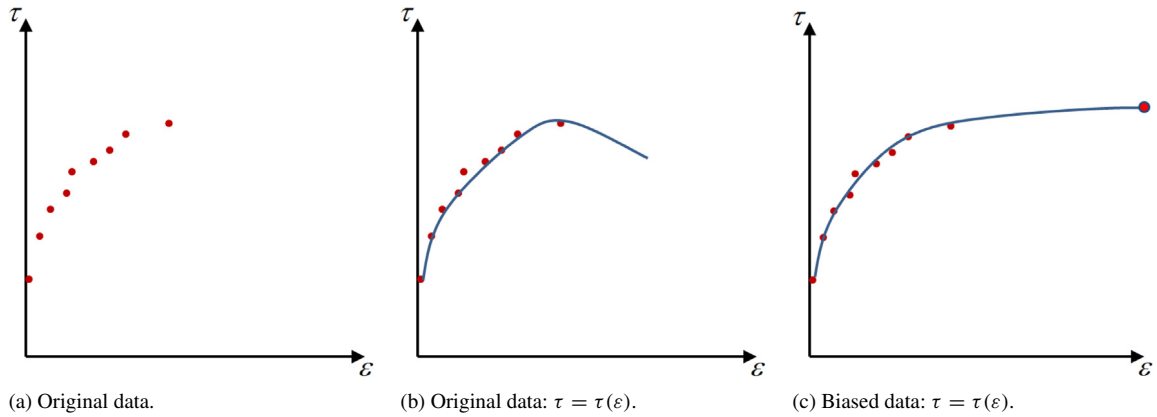 τ
τ
τ
ε
ε
ε
(a) Original data.
(b) Original data: τ = τ(ε).
(c) Biased data: τ = τ(ε).